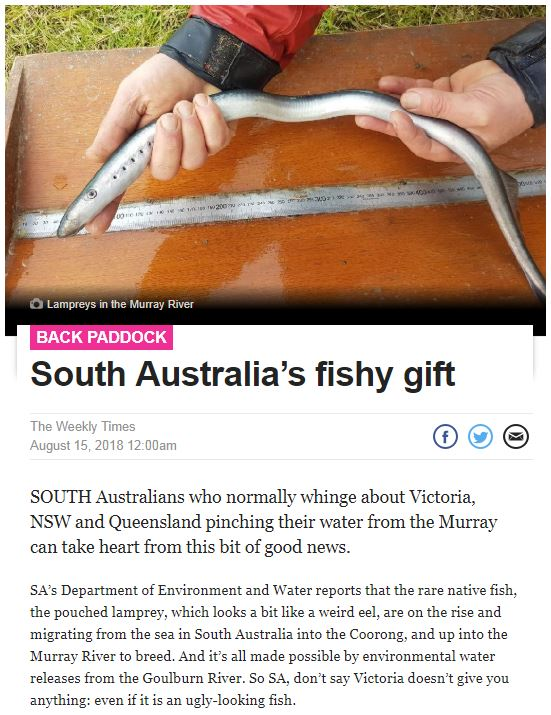 Lampreys in the Murray River
BACK PADDOCK
South Australia's fishy gift
The Weekly Times
August 15, 2018 12:00am
SOUTH Australians who normally whinge about Victoria,
NSW and Queensland pinching their water from the Murray
can take heart from this bit of good news.
SA's Department of Environment and Water reports that the rare native fish,
the pouched lamprey, which looks a bit like a weird eel, are on the rise and
migrating from the sea in South Australia into the Coorong, and up into the
Murray River to breed. And it's all made possible by environmental water
releases from the Goulburn River. So SA, don't say Victoria doesn't give you
anything: even if it is an ugly-looking fish.